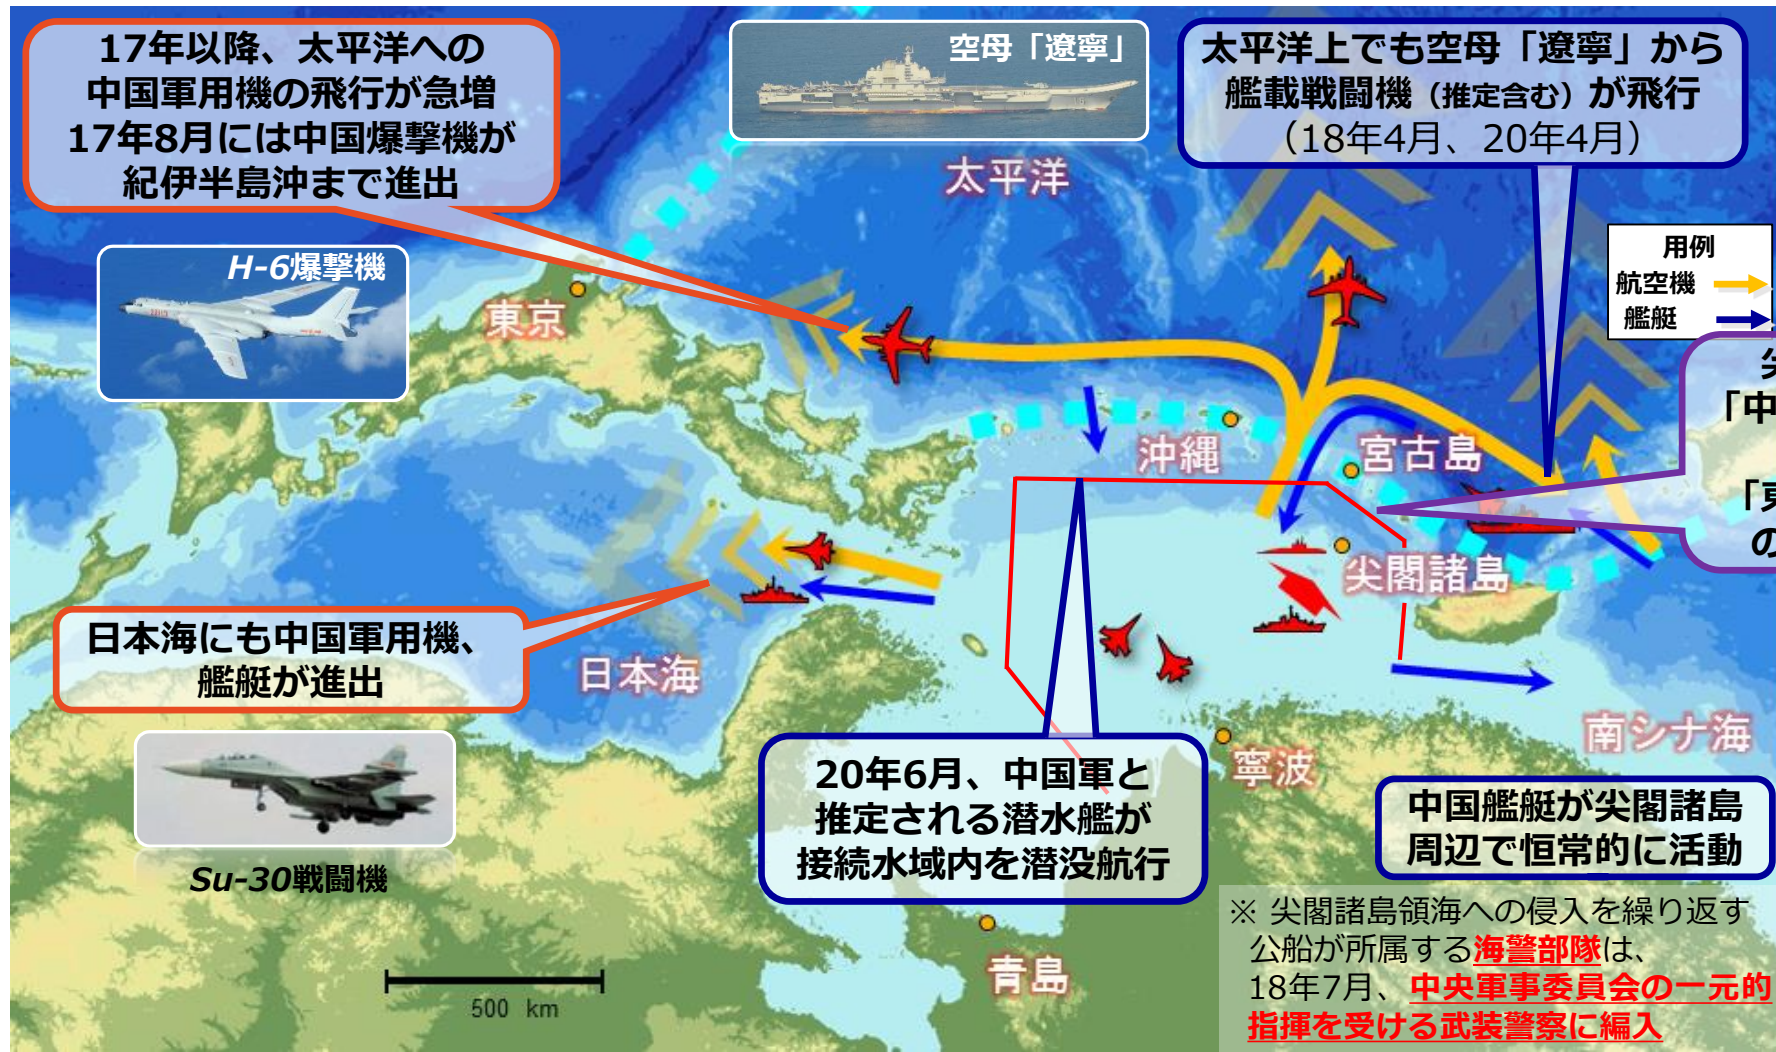 17年以降、太平洋への
中国軍用機の飛行が急増
17年8月には中国爆撃機が
紀伊半島沖まで進出
空母「遼寧」
太平洋上でも空母「遼寧」から
艦載戦闘機（推定含む）が飛行
（18年4月、20年4月）
太平洋
用例
航空機
艦艇
H-6爆撃機
東京
「中
「東
の
沖縄
宮古島
尖閣諸島
日本海にも中国軍用機、
艦艇が進出
日本海
南シナ海
寧波
Su-30戦闘機
20年6月、中国軍と
推定される潜水艦が
接続水域内を潜没航行
中国艦艇が尖閣諸島
周辺で恒常的に活動
青島
500 km
※ 尖閣諸島領海への侵入を繰り返す
公船が所属する海警部隊は、
18年7月、中央軍事委員会の一元的
指揮を受ける武装警察に編入